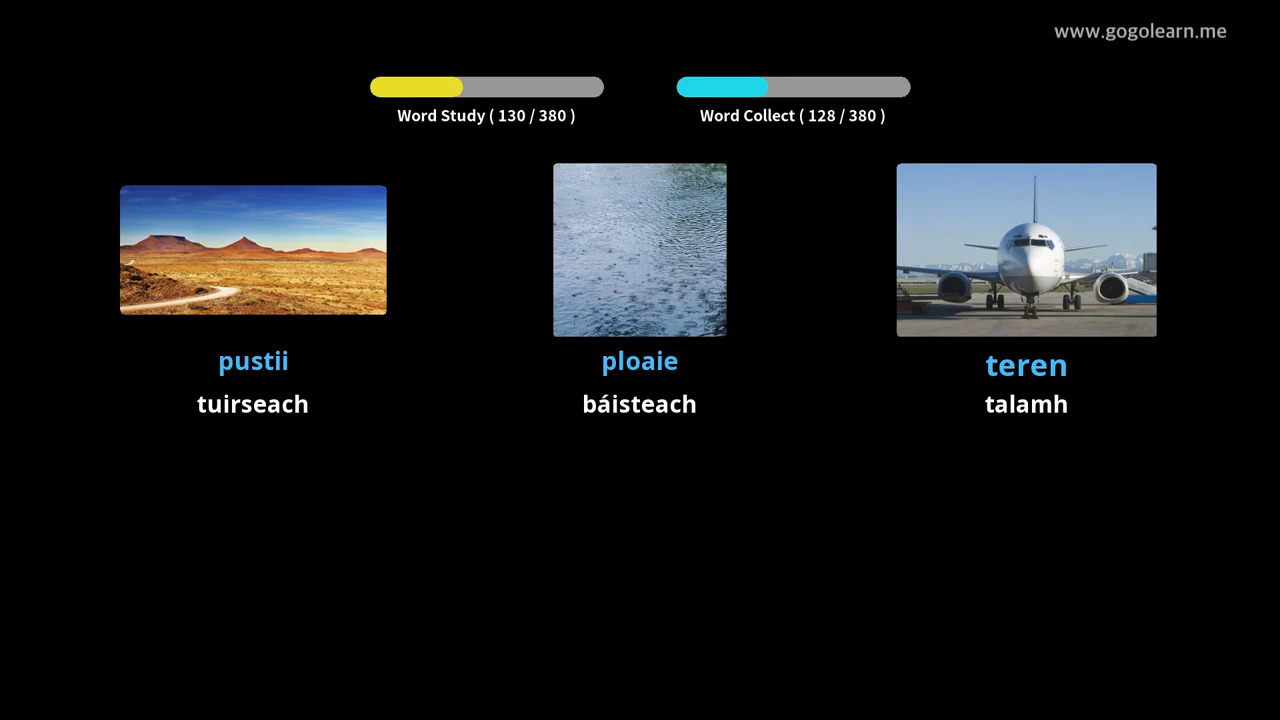 www.gogolearn.me
Word Study ( 130 / 380 )
Word Collect ( 128 / 380 )
pustii
tuirseach
ploaie
báisteach
teren
talamh